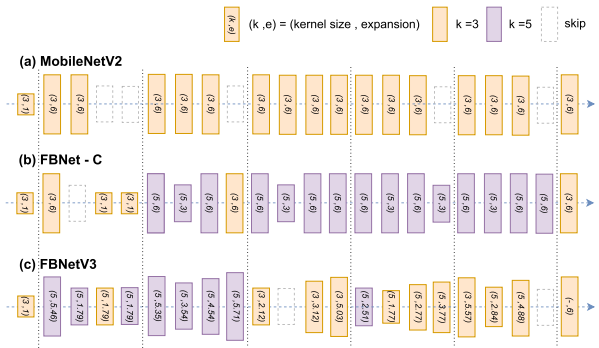 (k,e) (k ,e) = (kernel size , expansion) k =3 k =5 skip
(a) MobileNetV2
(3 ,1) (3 ,6) (3 ,6) (3 ,6) (3 ,6) (3 ,6) (3 ,6) (3 ,6) (3 ,6) (3 ,6) (3 ,6) (3 ,6) (3 ,6) (3 ,6) (3 ,6) (3 ,6) (3 ,6)
(b) FBNet - C
(3 ,1) (3 ,6) (3 ,1) (3 ,1) (5 ,6) (5 ,3) (5 ,6) (3 ,6) (5 ,6) (5 ,3) (5 ,6) (5 ,6) (5 ,6) (5 ,6) (5 ,6) (5 ,3) (5 ,6) (5 ,6) (5 ,6) (5 ,6) (3 ,6)
(c) FBNetV3
(3 ,1) (5 ,5.46) (5 ,1.79) (5 ,1.79) (5 ,1.79) (5 ,5.35) (5 ,3.54) (5 ,4.54) (5 ,5.71) (3 ,2.12) (3 ,3.12) (3 ,5.03) (5 ,2.51) (5 ,1.77) (5 ,2.77) (5 ,3.77) (3 ,5.57) (5 ,2.84) (5 ,4.88) (- ,6)